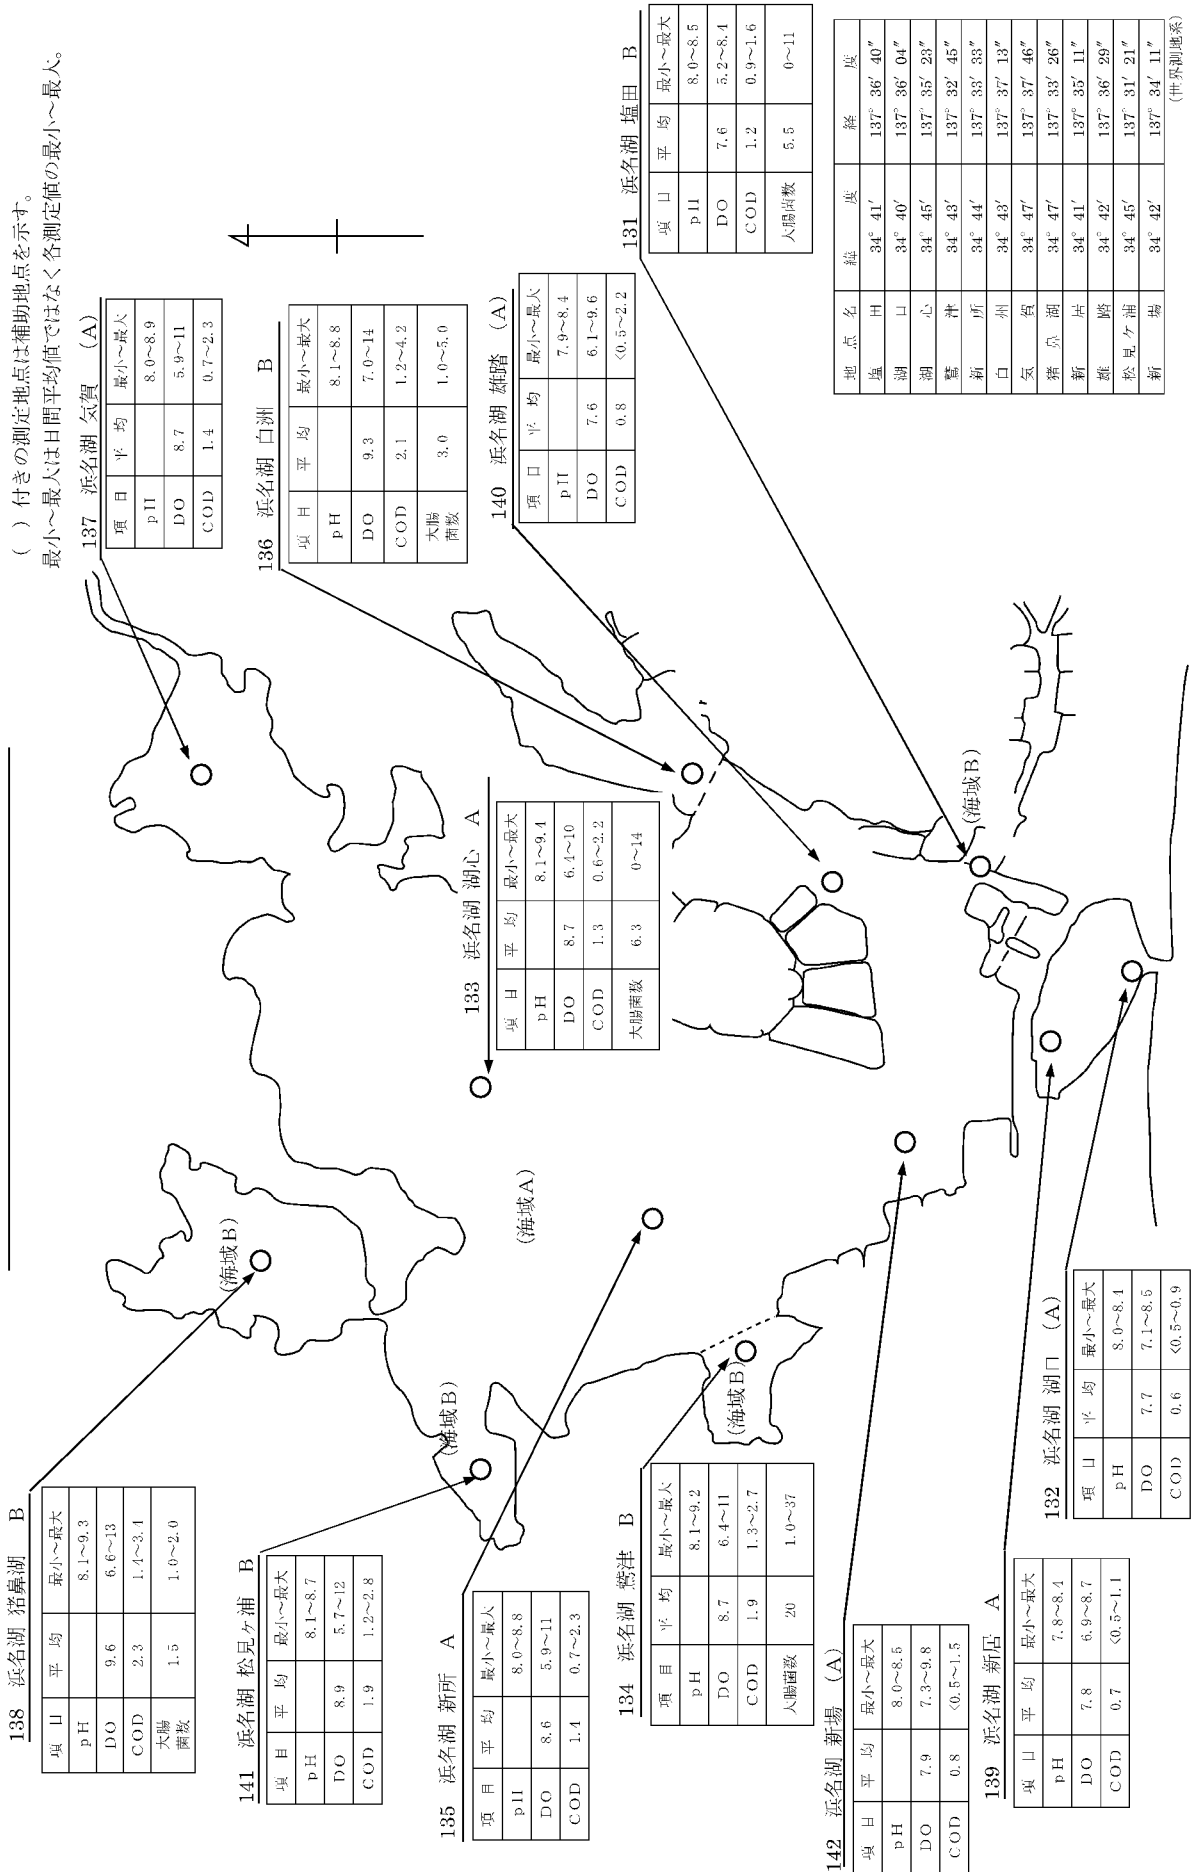 ( ) 付きの測定地点は補助地点を示す。
最小～最大は日間平均値ではなく各測定値の最小～最大。
138 浜名湖 猪鼻湖 B
項 目 平 均 最小～最大
pH 8.1～9.3
DO 9.6 6.6～13
COD 2.3 1.4～3.4
大腸菌数 1.5 1.0～2.0
137 浜名湖 気賀 (A)
項 目 平 均 最小～最大
pH 8.0～8.9
DO 8.7 5.9～11
COD 1.4 0.7～2.3
141 浜名湖 松見ヶ浦 B
項 目 平 均 最小～最大
pH 8.1～8.7
DO 8.9 5.7～12
COD 1.9 1.2～2.8
136 浜名湖 白洲 B
項 目 平 均 最小～最大
pH 8.1～8.8
DO 9.3 7.0～14
COD 2.1 1.2～4.2
大腸菌数 3.0 1.0～5.0
135 浜名湖 新所 A
項 目 平 均 最小～最大
pH 8.0～8.8
DO 8.6 5.9～11
COD 1.4 0.7～2.3
133 浜名湖 湖心 A
項 目 平 均 最小～最大
pH 8.1～9.4
DO 8.7 6.4～10
COD 1.3 0.6～2.2
大腸菌数 6.3 0～14
140 浜名湖 雄踏 (A)
項 目 平 均 最小～最大
pH 7.9～8.4
DO 7.6 6.1～9.6
COD 0.8 <0.5～2.2
134 浜名湖 鷲津 B
項 目 平 均 最小～最大
pH 8.1～9.2
DO 8.7 6.4～11
COD 1.9 1.3～2.7
大腸菌数 20 1.0～37
131 浜名湖 塩田 B
項 目 平 均 最小～最大
pH 8.0～8.5
DO 7.6 5.2～8.4
COD 1.2 0.9～1.6
大腸菌数 5.5 0～11
142 浜名湖 新場 (A)
項 目 平 均 最小～最大
pH 8.0～8.5
DO 7.9 7.3～9.8
COD 0.8 <0.5～1.5
139 浜名湖 新居 A
項 目 平 均 最小～最大
pH 7.8～8.4
DO 7.8 6.9～8.7
COD 0.7 <0.5～1.1
132 浜名湖 湖口 (A)
項 目 平 均 最小～最大
pH 8.0～8.4
DO 7.7 7.1～8.5
COD 0.6 <0.5～0.9
(海域B)
(海域B)
(海域A)
(海域B)
(海域B)
地 点 名 緯 度 経 度
塩 田 34° 41′ 137° 36′ 40″
湖 口 34° 40′ 137° 36′ 04″
湖 心 34° 45′ 137° 35′ 23″
鷲 津 34° 43′ 137° 32′ 45″
新 所 34° 44′ 137° 33′ 33″
白 州 34° 43′ 137° 37′ 13″
気 賀 34° 47′ 137° 37′ 46″
猪 鼻 湖 34° 47′ 137° 33′ 26″
新 居 34° 41′ 137° 35′ 11″
雄 踏 34° 42′ 137° 36′ 29″
松見ヶ浦 34° 45′ 137° 31′ 21″
新 場 34° 42′ 137° 34′ 11″
(世界測地系)